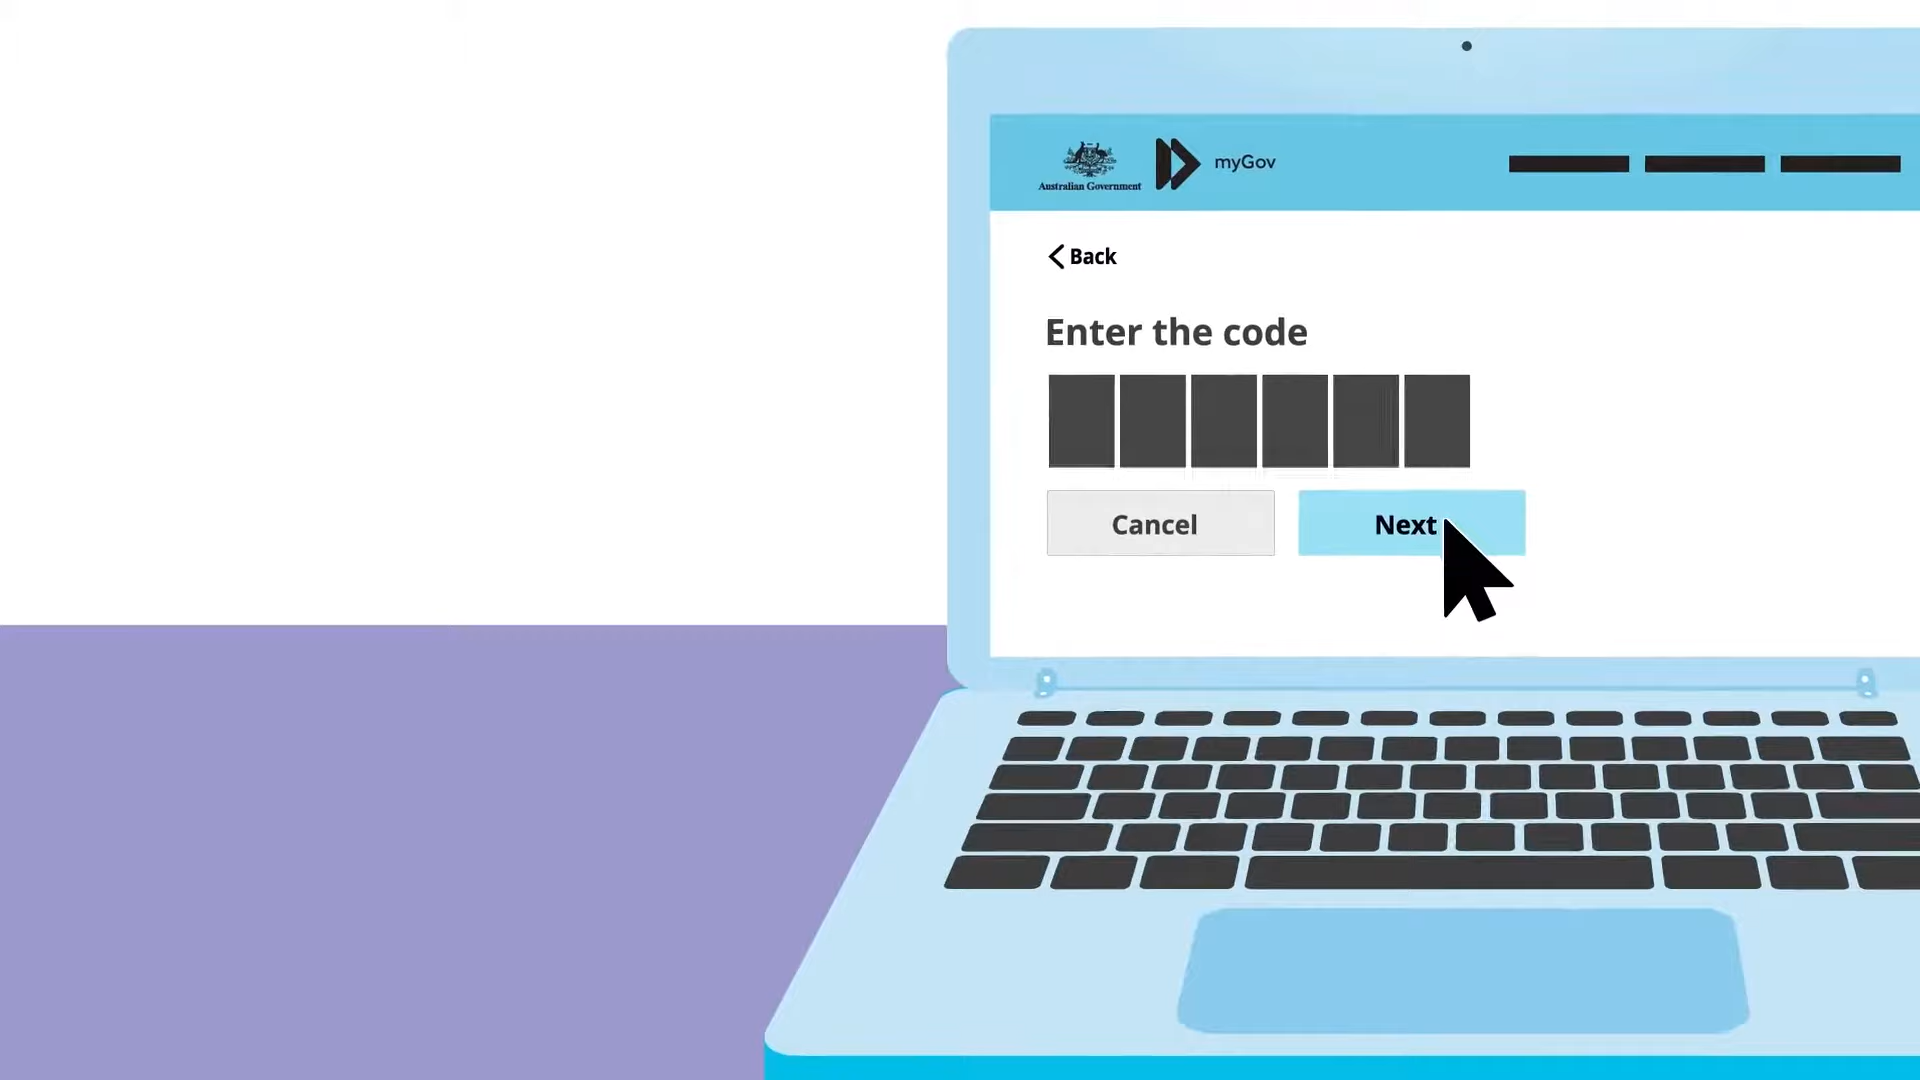 Australian Government
myGov
Back
Enter the code
Cancel
Next